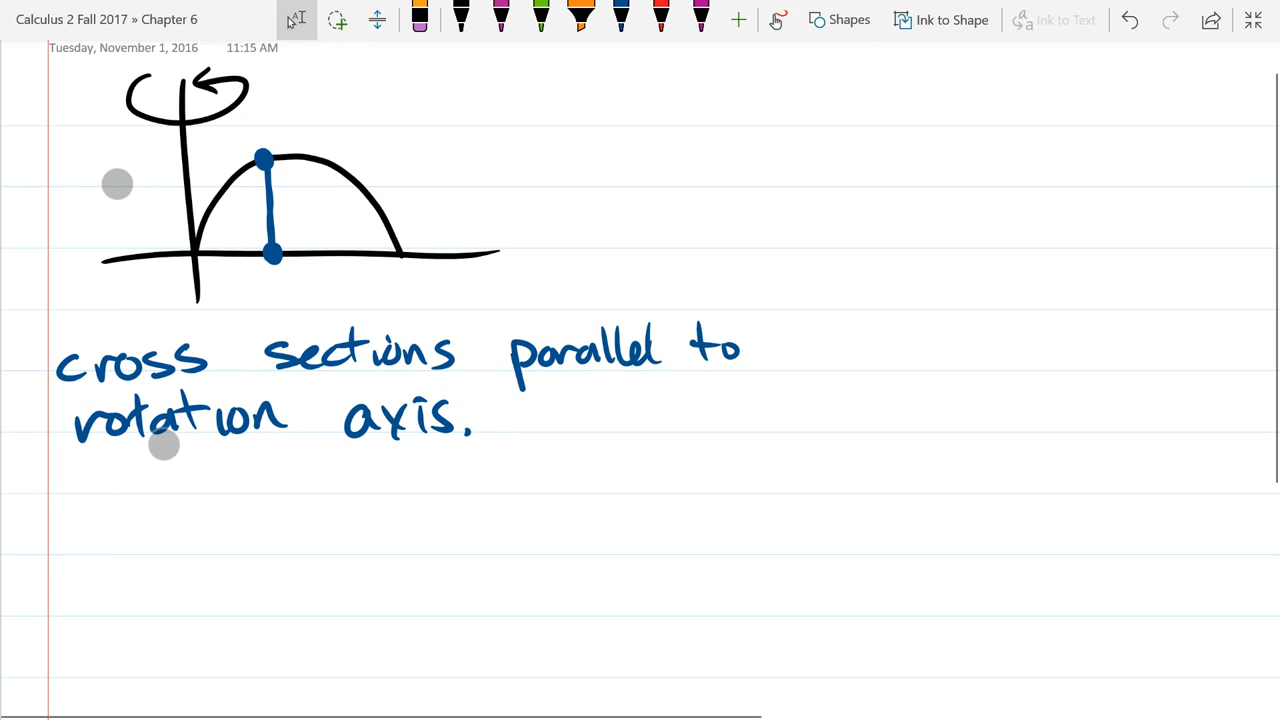 Calculus 2 Fall 2017 » Chapter 6
Shapes
Ink to Shape
Ink to Text
Tuesday, November 1, 2016 11:15 AM
cross sections parallel to
rotation axis.